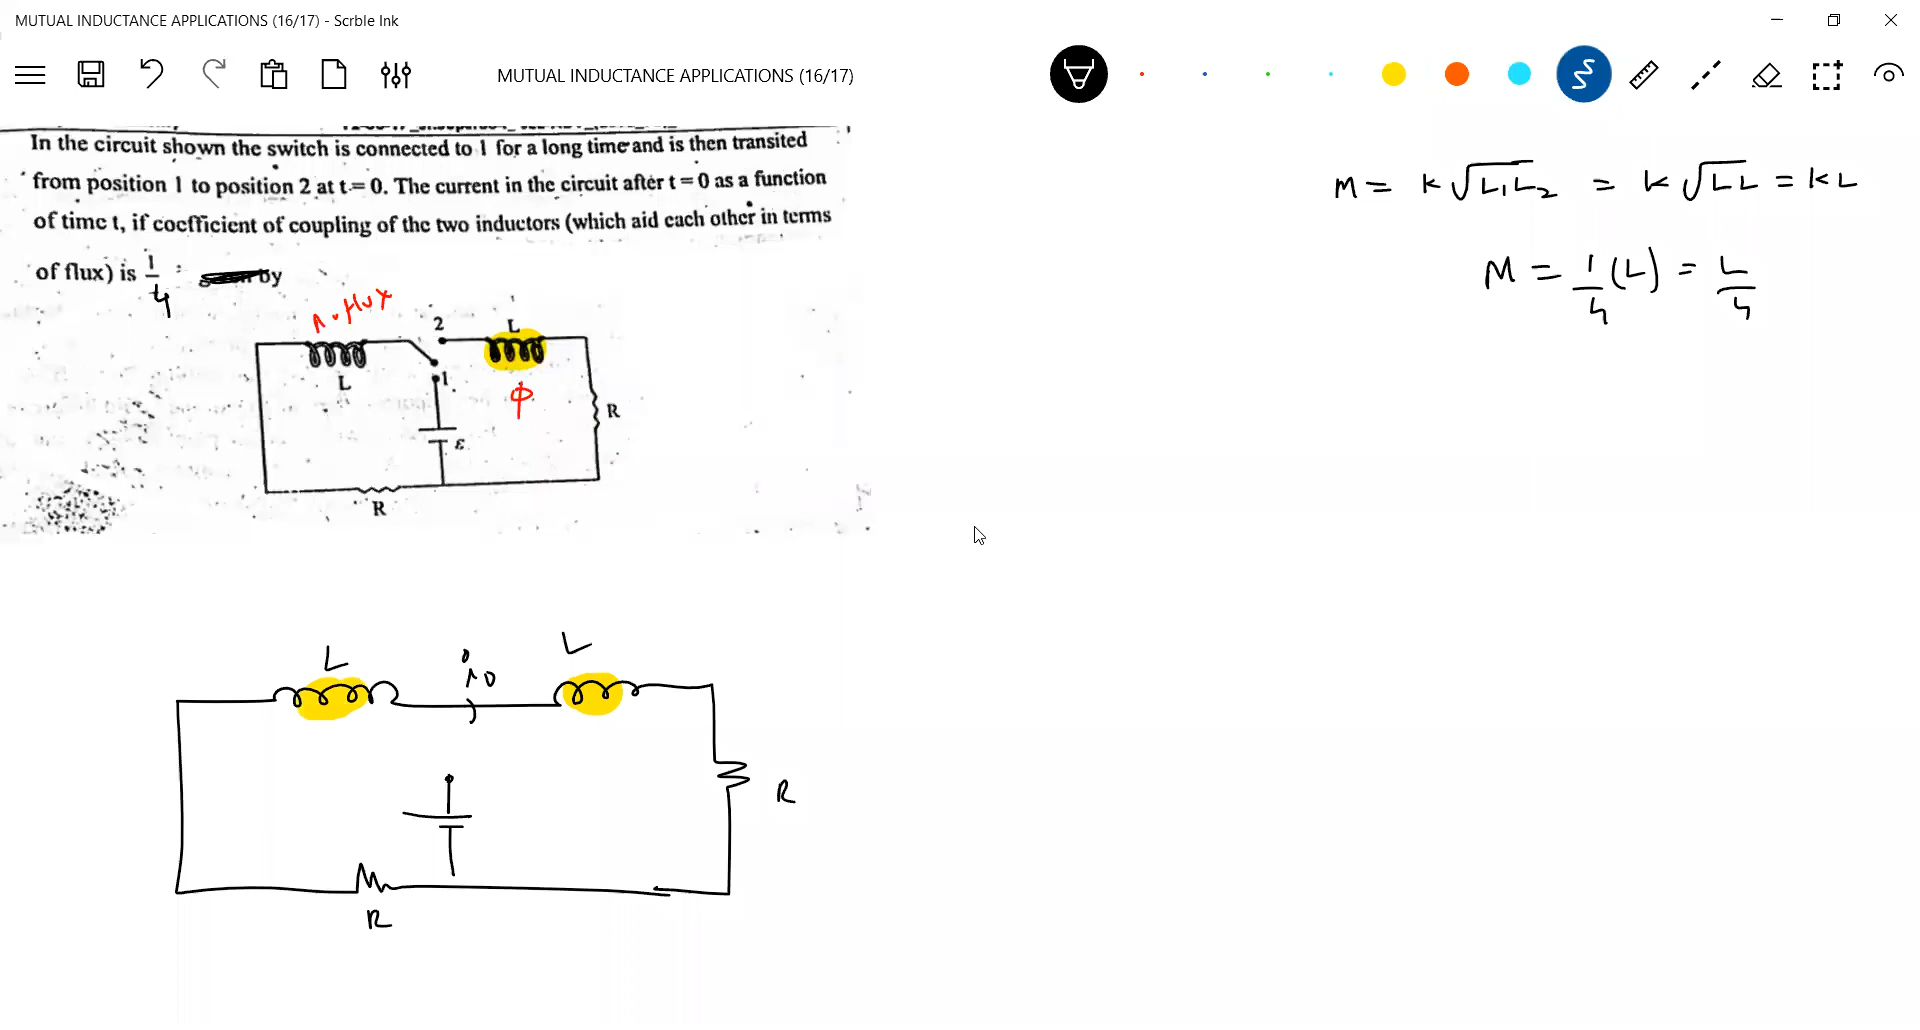 MUTUAL INDUCTANCE APPLICATIONS (16/17) - Scrble Ink
MUTUAL INDUCTANCE APPLICATIONS (16/17)
In the circuit shown the switch is connected to 1 for a long time and is then transited
from position 1 to position 2 at t = 0. The current in the circuit after t = 0 as a function
of time t, if coefficient of coupling of the two inductors (which aid each other in terms
of flux) is 1/4 by
flux
2
L
L
1
ϕ
R
ε
R
M = K√L₁L₂ = K√LL = KL
M = 1/4 (L) = L/4
L
i₀
L
R
R